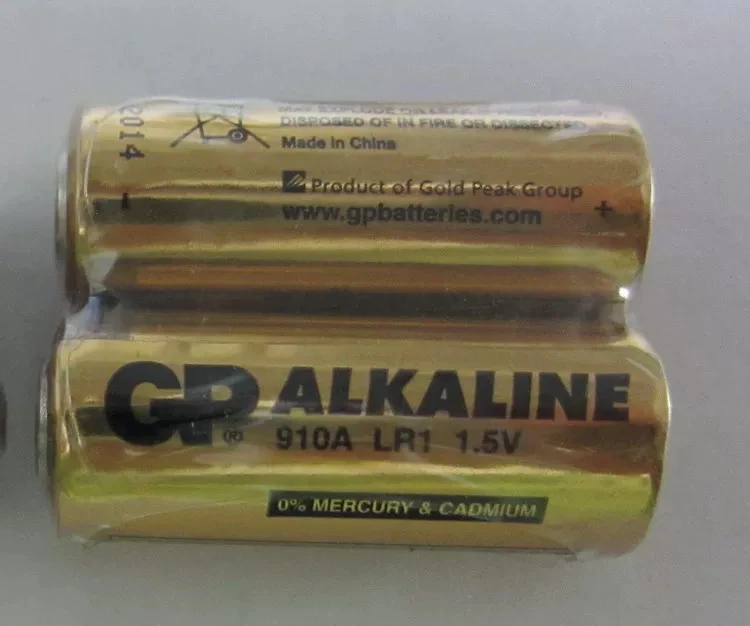 2014
DISPOSED OF IN FIRE OR DISSECTED
Made in China
Product of Gold Peak Group
www.gpbatteries.com
- +
GP ALKALINE
(R) 910A LR1 1.5V
0% MERCURY & CADMIUM